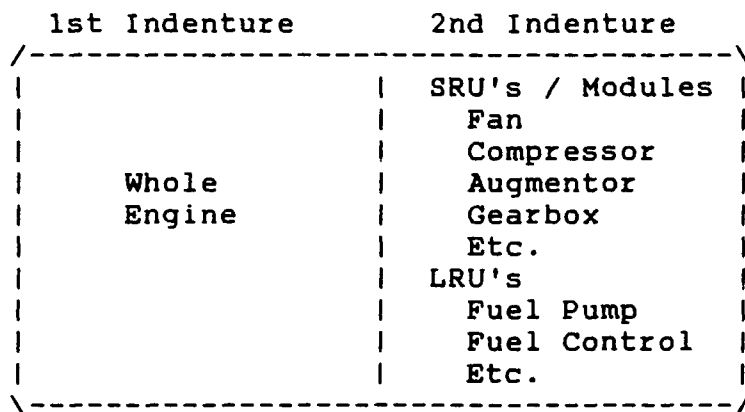 1st Indenture 2nd Indenture
/---------------------------------------\
| | SRU's / Modules |
| | Fan |
| | Compressor |
| Whole | Augmentor |
| Engine | Gearbox |
| | Etc. |
| | LRU's |
| | Fuel Pump |
| | Fuel Control |
| | Etc. |
\---------------------------------------/